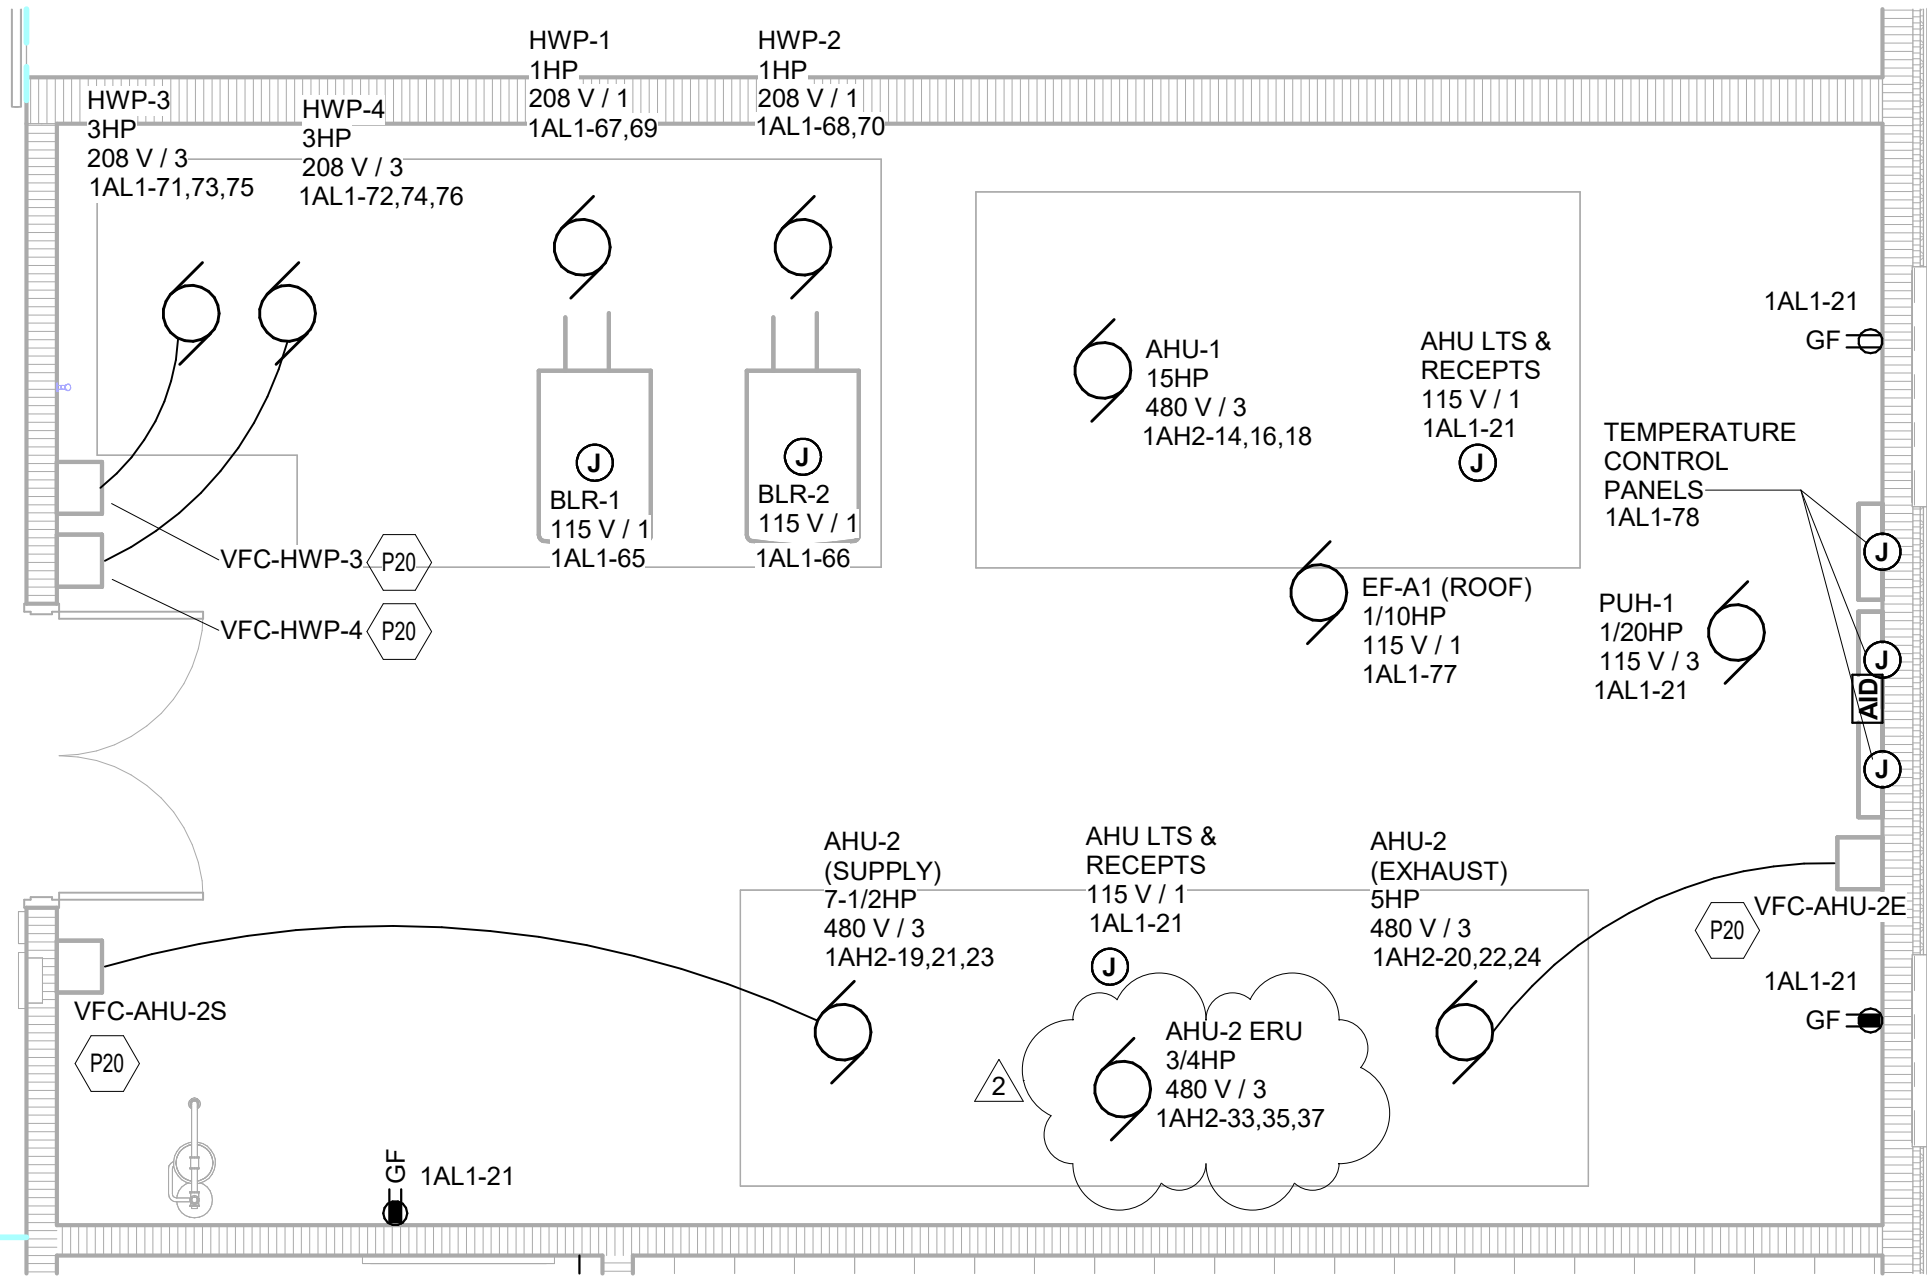 HWP-1
1HP
208 V / 1
1AL1-67,69
HWP-2
1HP
208 V / 1
1AL1-68,70
HWP-3
3HP
208 V / 3
1AL1-71,73,75
HWP-4
3HP
208 V / 3
1AL1-72,74,76
1AL1-21
GF
AHU-1
15HP
480 V / 3
1AH2-14,16,18
AHU LTS &
RECEPTS
115 V / 1
1AL1-21
J
TEMPERATURE
CONTROL
PANELS
1AL1-78
J
J
AID
J
J
BLR-1
115 V / 1
1AL1-65
J
BLR-2
115 V / 1
1AL1-66
VFC-HWP-3
P20
VFC-HWP-4
P20
EF-A1 (ROOF)
1/10HP
115 V / 1
1AL1-77
PUH-1
1/20HP
115 V / 3
1AL1-21
AHU-2
(SUPPLY)
7-1/2HP
480 V / 3
1AH2-19,21,23
AHU LTS &
RECEPTS
115 V / 1
1AL1-21
J
AHU-2
(EXHAUST)
5HP
480 V / 3
1AH2-20,22,24
VFC-AHU-2E
P20
1AL1-21
GF
VFC-AHU-2S
P20
2
AHU-2 ERU
3/4HP
480 V / 3
1AH2-33,35,37
GF
1AL1-21